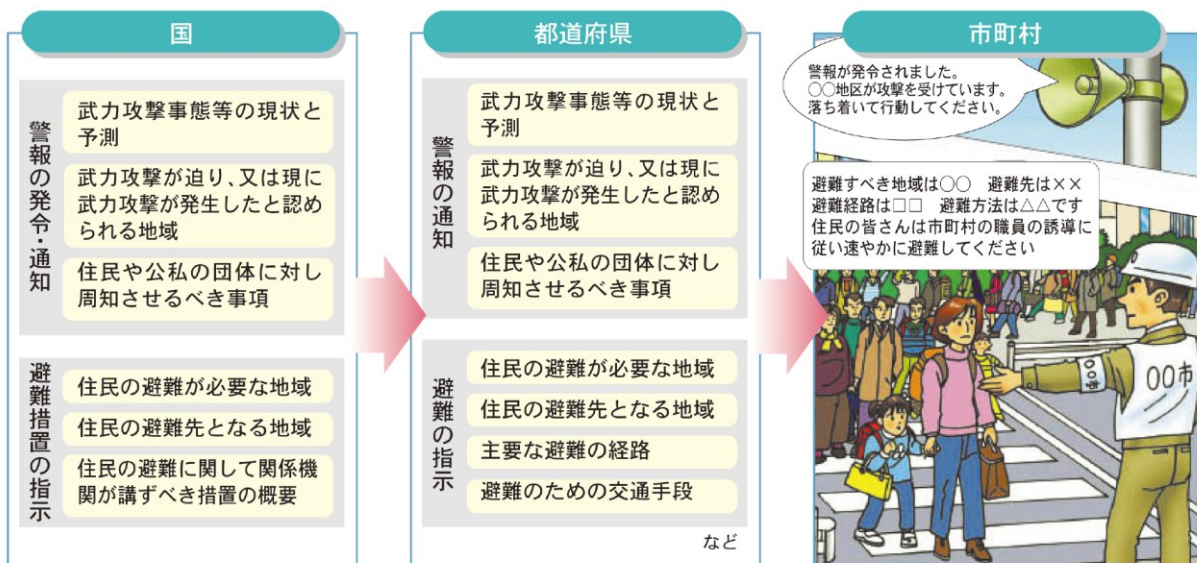 国
警報の発令・通知
武力攻撃事態等の現状と
予測
武力攻撃が迫り、又は現に
武力攻撃が発生したと認め
られる地域
住民や公私の団体に対し
周知させるべき事項
避難措置の指示
住民の避難が必要な地域
住民の避難先となる地域
住民の避難に関して関係機
関が講ずべき措置の概要
都道府県
警報の通知
武力攻撃事態等の現状と
予測
武力攻撃が迫り、又は現に
武力攻撃が発生したと認め
られる地域
住民や公私の団体に対し
周知させるべき事項
避難の指示
住民の避難が必要な地域
住民の避難先となる地域
主要な避難の経路
避難のための交通手段
など
市町村
警報が発令されました。
○○地区が攻撃を受けています。
落ち着いて行動してください。
避難すべき地域は○○　避難先は××
避難経路は□□　避難方法は△△です
住民の皆さんは市町村の職員の誘導に
従い速やかに避難してください
○○市
○○市